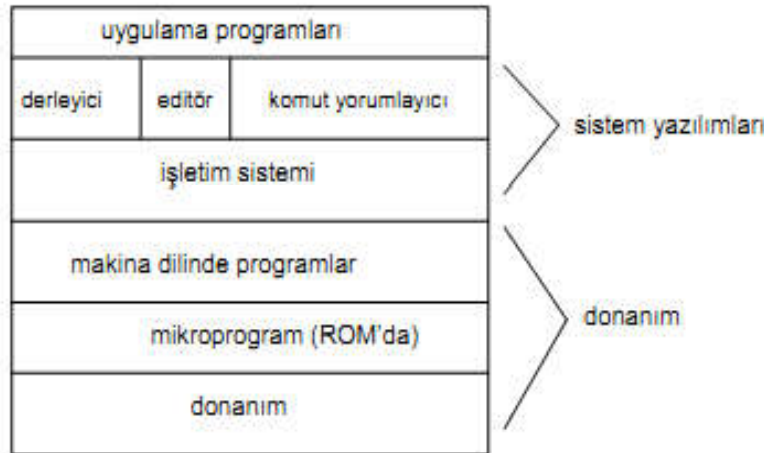 uygulama programları
derleyici editör komut yorumlayıcı
sistem yazılımları
işletim sistemi
makina dilinde programlar
donanım
mikroprogram (ROM'da)
donanım